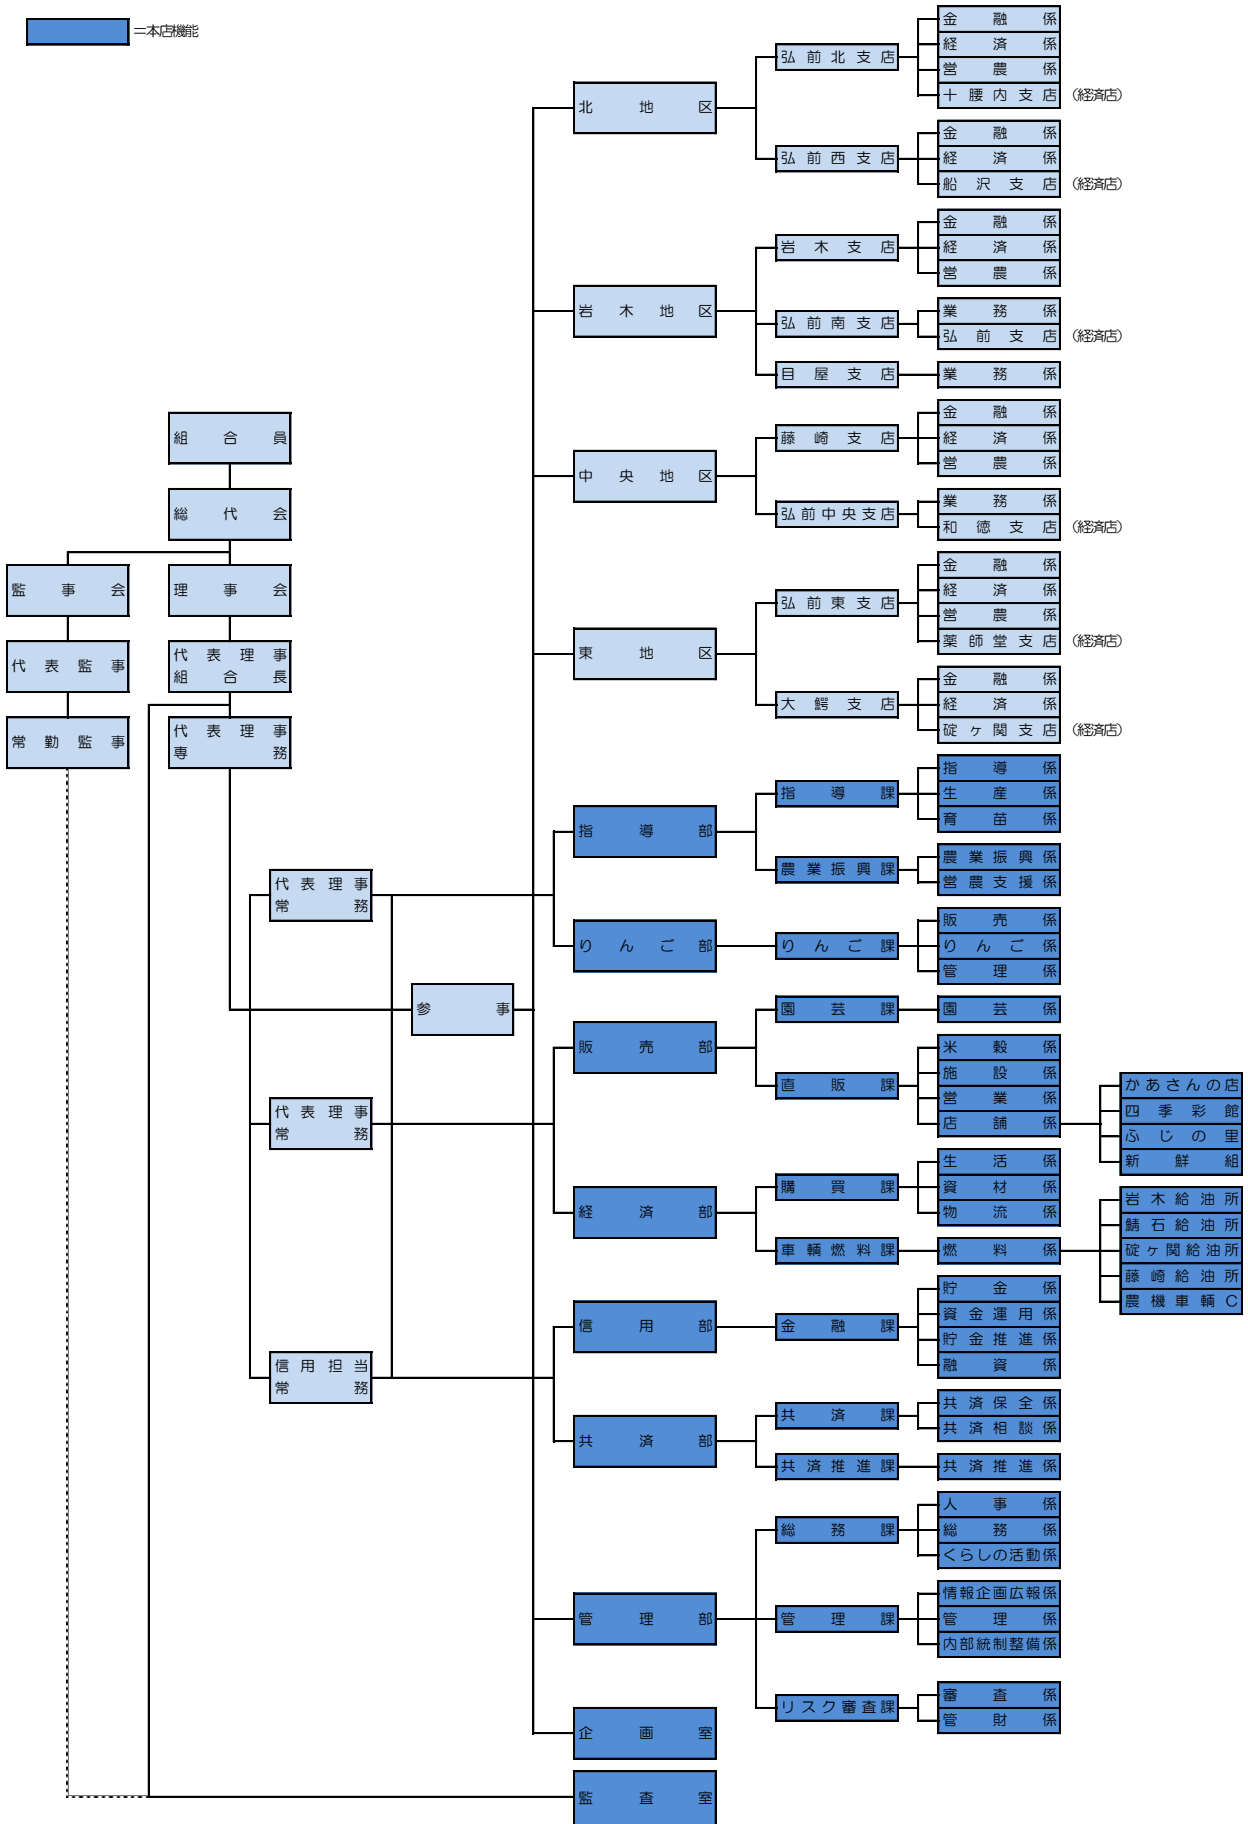 =本店機能
組合員
総代会
監事会
理事会
代表監事
代表理事
組合長
常勤監事
代表理事
専務
代表理事
常務
代表理事
常務
信用担当
常務
参事
北地区
弘前北支店
金融係
経済係
営農係
十腰内支店 (経済店)
弘前西支店
金融係
経済係
船沢支店 (経済店)
岩木地区
岩木支店
金融係
経済係
営農係
弘前南支店
業務係
弘前支店 (経済店)
目屋支店
業務係
中央地区
藤崎支店
金融係
経済係
営農係
弘前中央支店
業務係
和徳支店 (経済店)
東地区
弘前東支店
金融係
経済係
営農係
薬師堂支店 (経済店)
大鰐支店
金融係
経済係
碇ヶ関支店 (経済店)
指導部
指導課
指導係
生産係
育苗係
農業振興課
農業振興係
営農支援係
りんご部
りんご課
販売係
りんご係
管理係
販売部
園芸課
園芸係
直販課
米穀係
施設係
営業係
店舗係
かあさんの店
四季彩館
ふじの里
新鮮組
経済部
購買課
生活係
資材係
物流係
車輌燃料課
燃料係
岩木給油所
鯖石給油所
碇ヶ関給油所
藤崎給油所
農機車輌C
信用部
金融課
貯金係
資金運用係
貯金推進係
融資係
共済部
共済課
共済保全係
共済相談係
共済推進課
共済推進係
管理部
総務課
人事係
総務係
くらしの活動係
管理課
情報企画広報係
管理係
内部統制整備係
リスク審査課
審査係
管財係
企画室
監査室